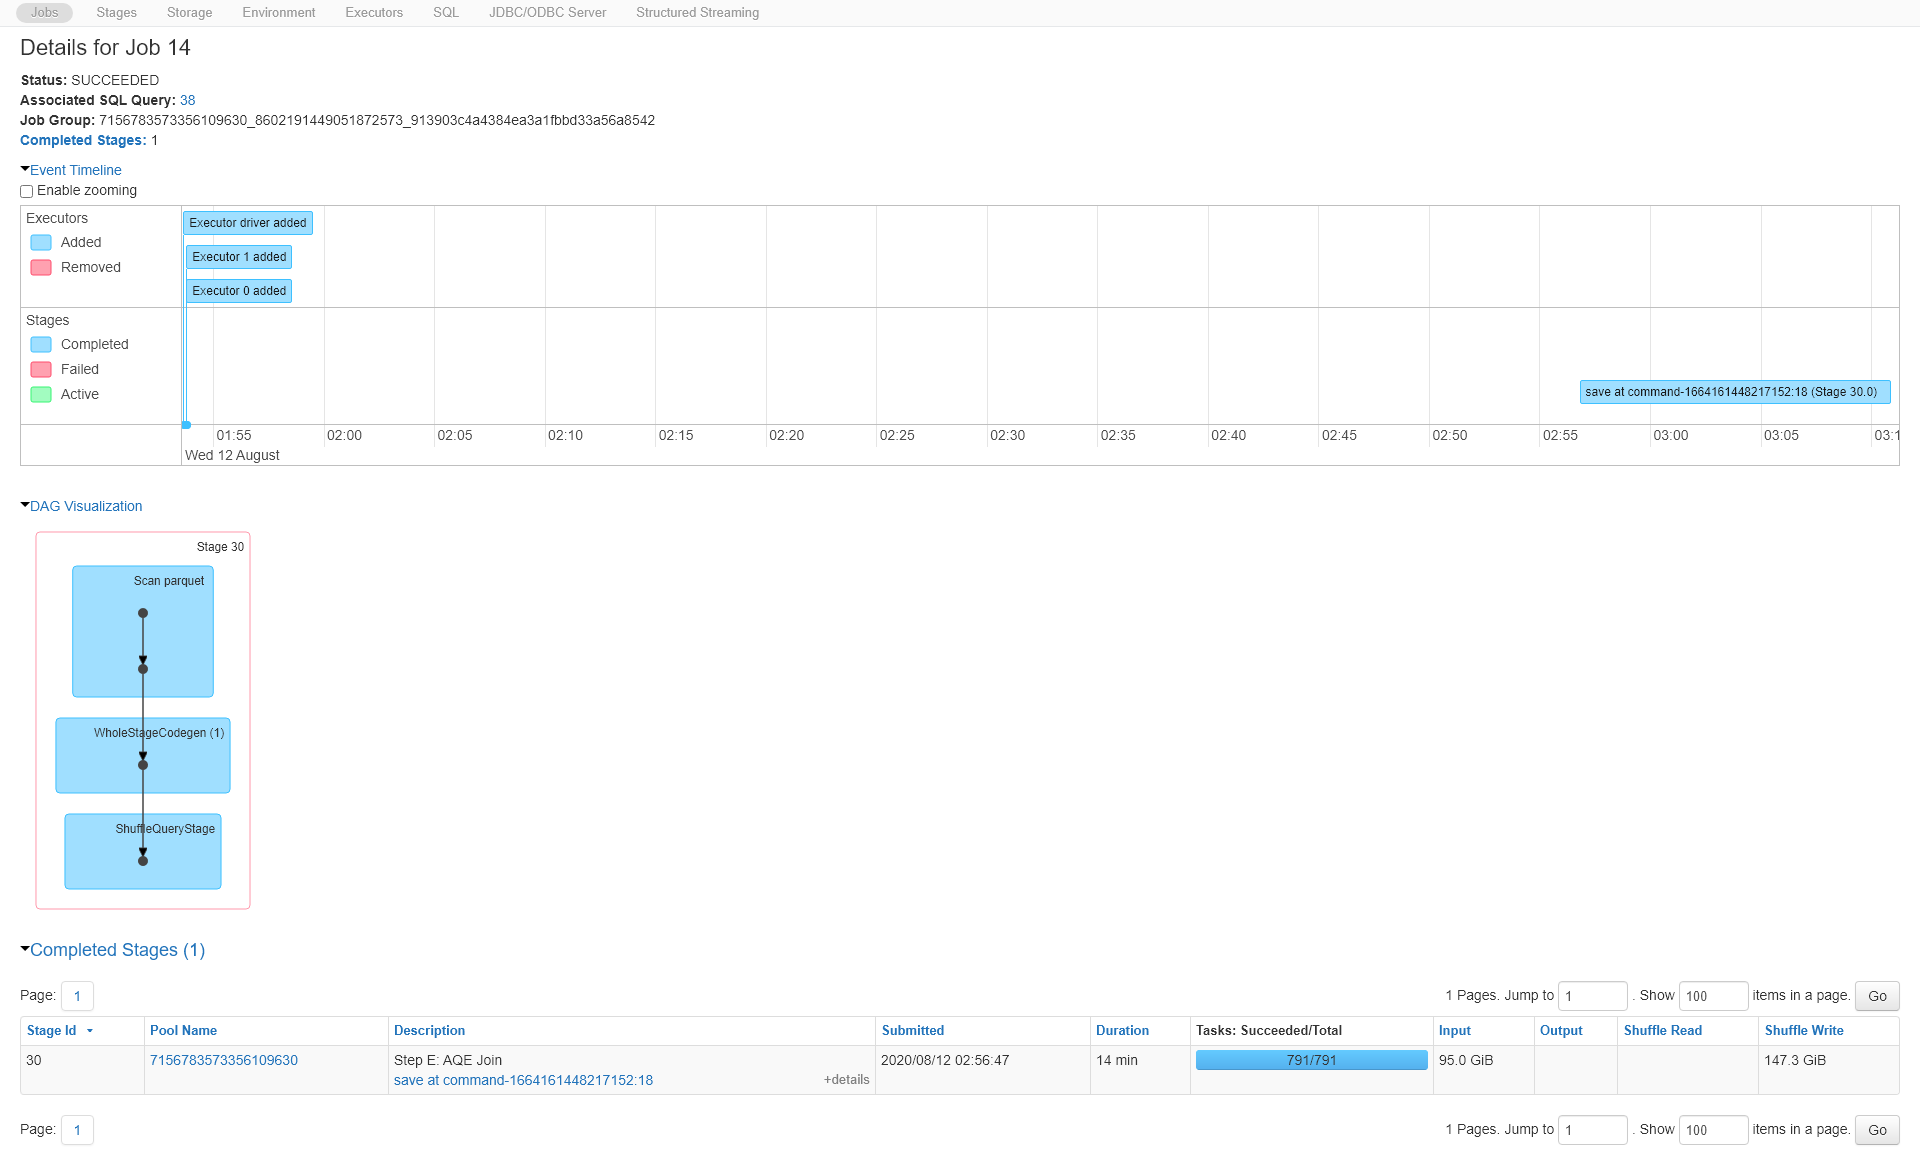 Jobs Stages Storage Environment Executors SQL JDBC/ODBC Server Structured Streaming
Details for Job 14
Status: SUCCEEDED
Associated SQL Query: 38
Job Group: 7156783573356109630_8602191449051872573_913903c4a4384ea3a1fbbd33a56a8542
Completed Stages: 1
Event Timeline
Enable zooming
Executors
Added
Removed
Executor driver added
Executor 1 added
Executor 0 added
Stages
Completed
Failed
Active
save at command-1664161448217152:18 (Stage 30.0)
01:55 02:00 02:05 02:10 02:15 02:20 02:25 02:30 02:35 02:40 02:45 02:50 02:55 03:00 03:05 03:1
Wed 12 August
DAG Visualization
Stage 30
Scan parquet
WholeStageCodegen (1)
ShuffleQueryStage
Completed Stages (1)
Page: 1 1 Pages. Jump to 1 . Show 100 items in a page. Go
Stage Id Pool Name Description Submitted Duration Tasks: Succeeded/Total Input Output Shuffle Read Shuffle Write
30 7156783573356109630 Step E: AQE Join 2020/08/12 02:56:47 14 min 791/791 95.0 GiB 147.3 GiB
save at command-1664161448217152:18 +details
Page: 1 1 Pages. Jump to 1 . Show 100 items in a page. Go